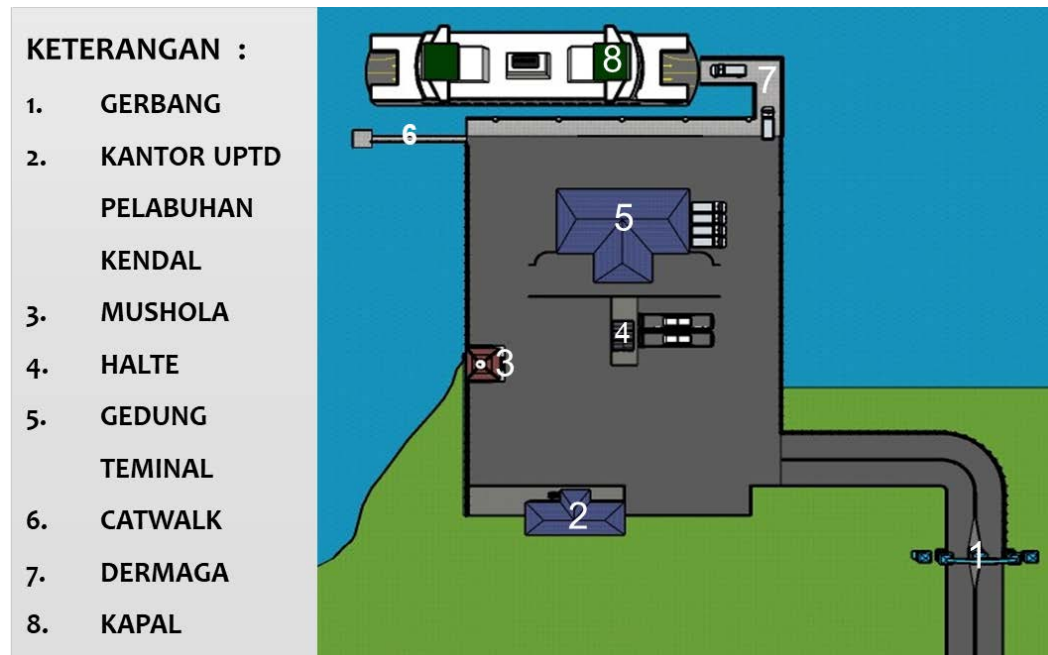 KETERANGAN :
1. GERBANG
2. KANTOR UPTD
PELABUHAN
KENDAL
3. MUSHOLA
4. HALTE
5. GEDUNG
TEMINAL
6. CATWALK
7. DERMAGA
8. KAPAL
8
7
6
5
4
3
2
1